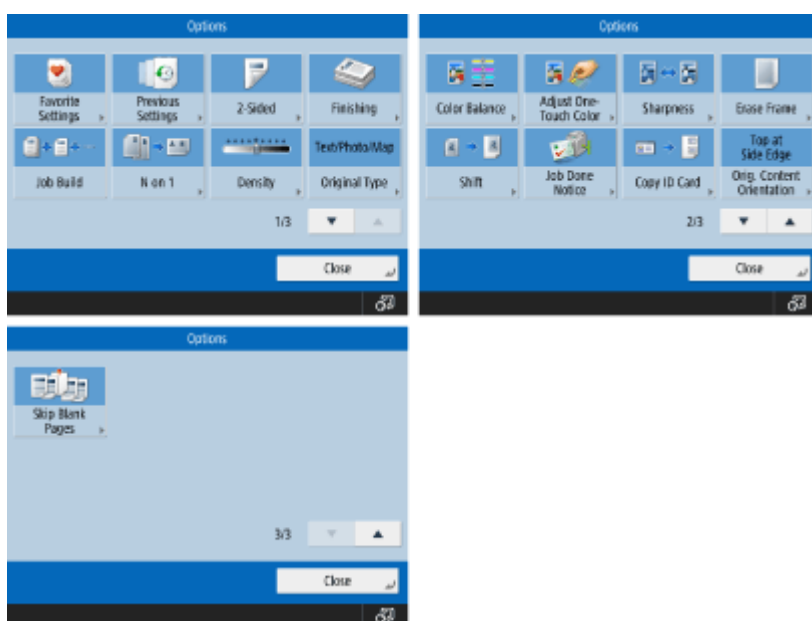 Options
Favorite
Settings
Previous
Settings
2-Sided
Finishing
Job Build
N on 1
Density
Text/Photo/Map
Original Type
1/3
Close
Options
Color Balance
Adjust One-
Touch Color
Sharpness
Erase Frame
Shift
Job Done
Notice
Copy ID Card
Top at
Side Edge
Orig. Content
Orientation
2/3
Close
Options
Skip Blank
Pages
3/3
Close